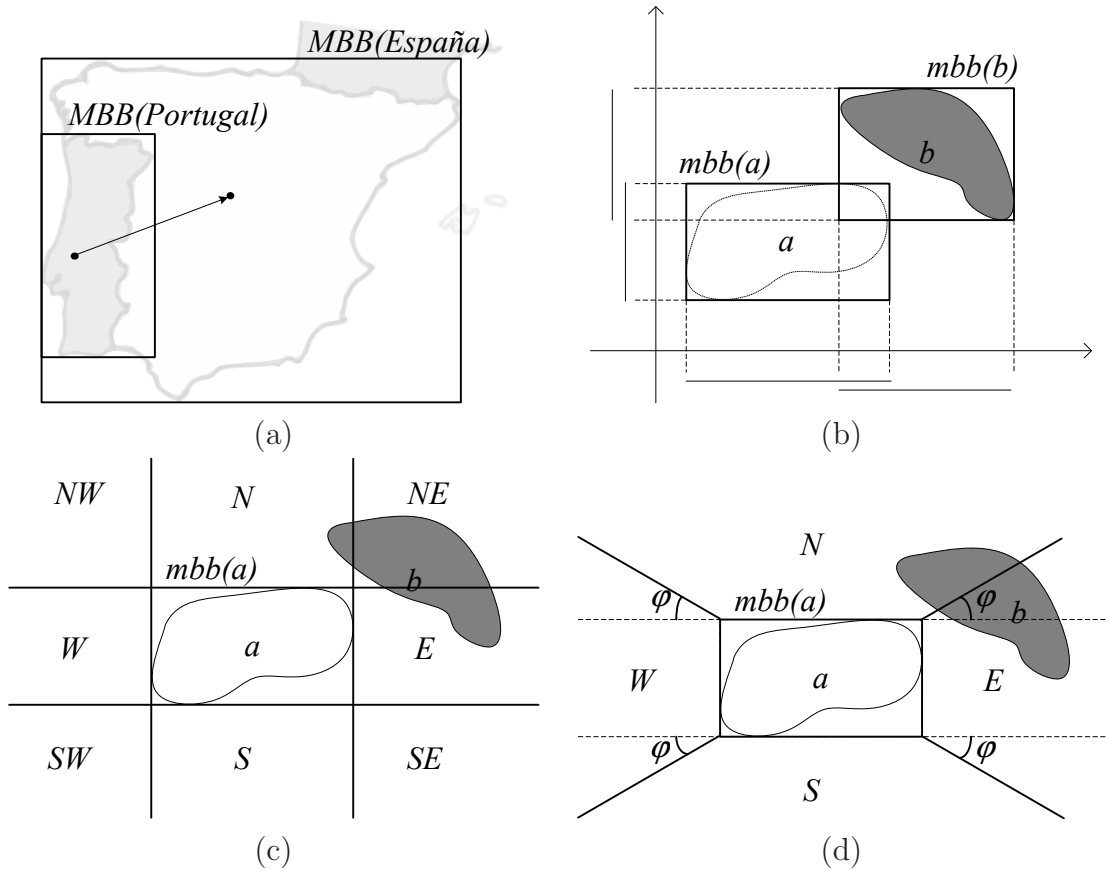 MBB(España)
MBB(Portugal)
(a)
mbb(b)
b
mbb(a)
a
(b)
NW N NE
mbb(a)
b
W a E
SW S SE
(c)
N
mbb(a)
φ φ b
W a E
φ φ
S
(d)